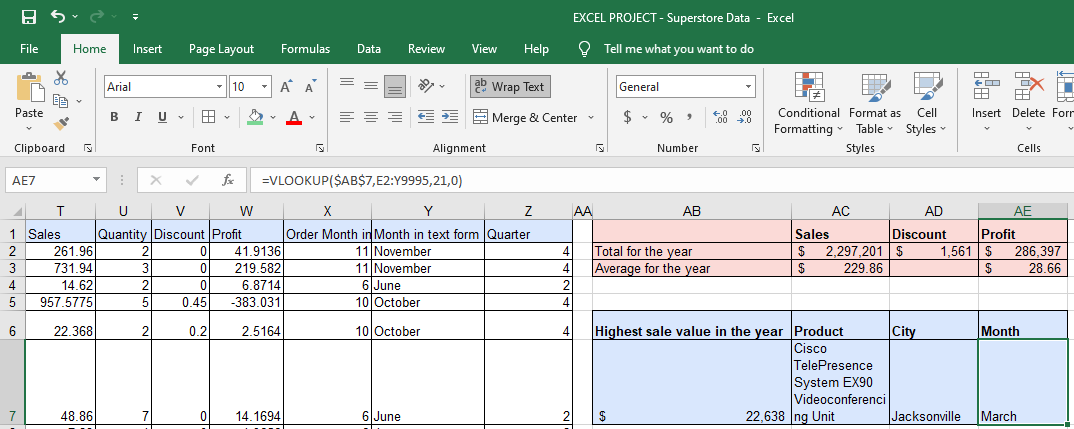 EXCEL PROJECT - Superstore Data - Excel
File Home Insert Page Layout Formulas Data Review View Help Tell me what you want to do
Arial 10 A A ab Wrap Text General
Paste B I U A Merge & Center $ % , .00 Conditional Format as Cell Insert Delete
Formatting Table Styles
Clipboard Font Alignment Number Styles Cells
AE7 fx =VLOOKUP($AB$7,E2:Y9995,21,0)
T U V W X Y Z AA AB AC AD AE
1 Sales Quantity Discount Profit Order Month in Month in text form Quarter Sales Discount Profit
2 261.96 2 0 41.9136 11 November 4 Total for the year $ 2,297,201 $ 1,561 $ 286,397
3 731.94 3 0 219.582 11 November 4 Average for the year $ 229.86 $ 28.66
4 14.62 2 0 6.8714 6 June 2
5 957.5775 5 0.45 -383.031 10 October 4
6 22.368 2 0.2 2.5164 10 October 4 Highest sale value in the year Product City Month
Cisco
TelePresence
System EX90
Videoconferenci
7 48.86 7 0 14.1694 6 June 2 $ 22,638 ng Unit Jacksonville March